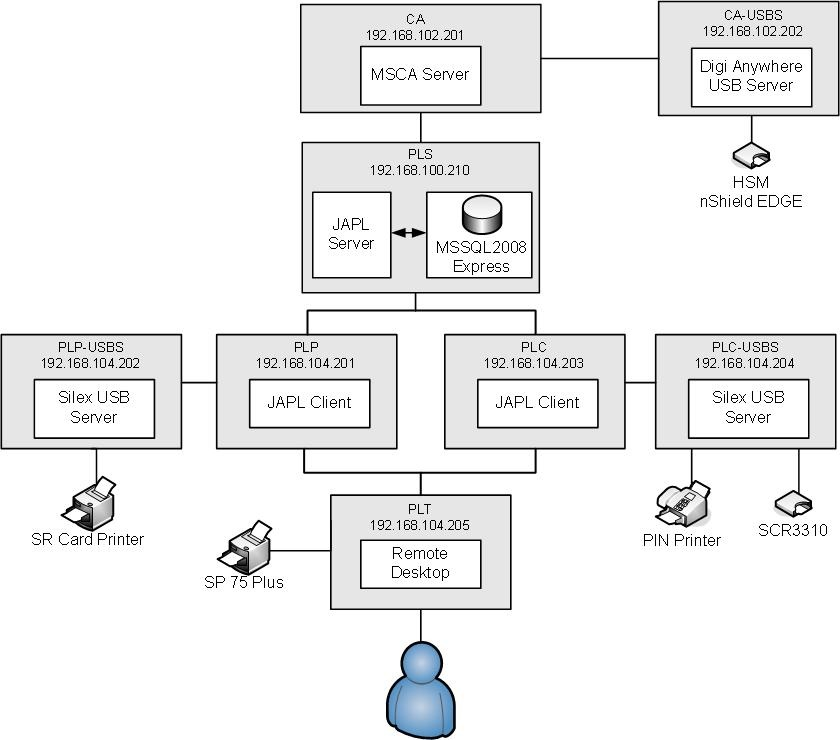 CA
192.168.102.201
MSCA Server
CA-USBS
192.168.102.202
Digi Anywhere
USB Server
HSM
nShield EDGE
PLS
192.168.100.210
JAPL
Server
MSSQL2008
Express
PLP-USBS
192.168.104.202
Silex USB
Server
PLP
192.168.104.201
JAPL Client
PLC
192.168.104.203
JAPL Client
PLC-USBS
192.168.104.204
Silex USB
Server
SR Card Printer
SP 75 Plus
PLT
192.168.104.205
Remote
Desktop
PIN Printer
SCR3310